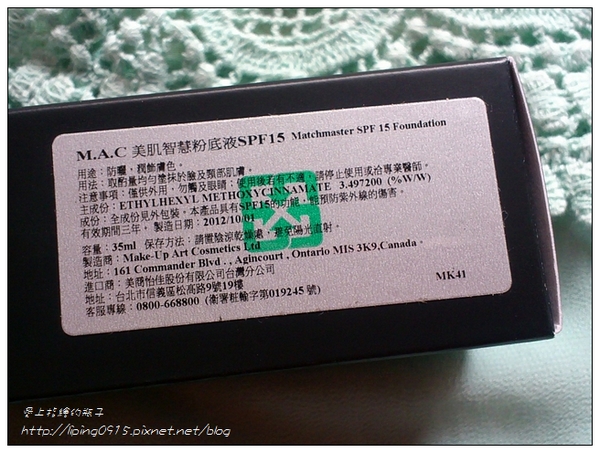 M.A.C 美肌智慧粉底液SPF15 Matchmaster SPF 15 Foundation
用途：防曬，潤飾膚色。
用法：取酌量均勻塗抹於臉及頸部肌膚。
注意事項：僅供外用，勿觸及眼睛；使用後若有不適，請停止使用或洽專業醫師。
主成份：ETHYLHEXYL METHOXYCINNAMATE 3.497200 (%W/W)
成份：全成份見外包裝。本產品具有SPF15的功能，能預防紫外線的傷害。
有效期間三年，製造日期：2012/10/01
容量：35ml 保存方法：請置陰涼乾燥處，避免陽光直射。
製造商：Make-Up Art Cosmetics Ltd
地址：161 Commander Blvd . , Agincourt , Ontario MIS 3K9,Canada。
進口商：美商怡佳股份有限公司台灣分公司
地址：台北市信義區松高路9號19樓 MK41
客服專線：0800-668800 (衛署粧輸字第019245 號)
愛上指繪的瓶子
http://liping0915.pixnet.net/blog